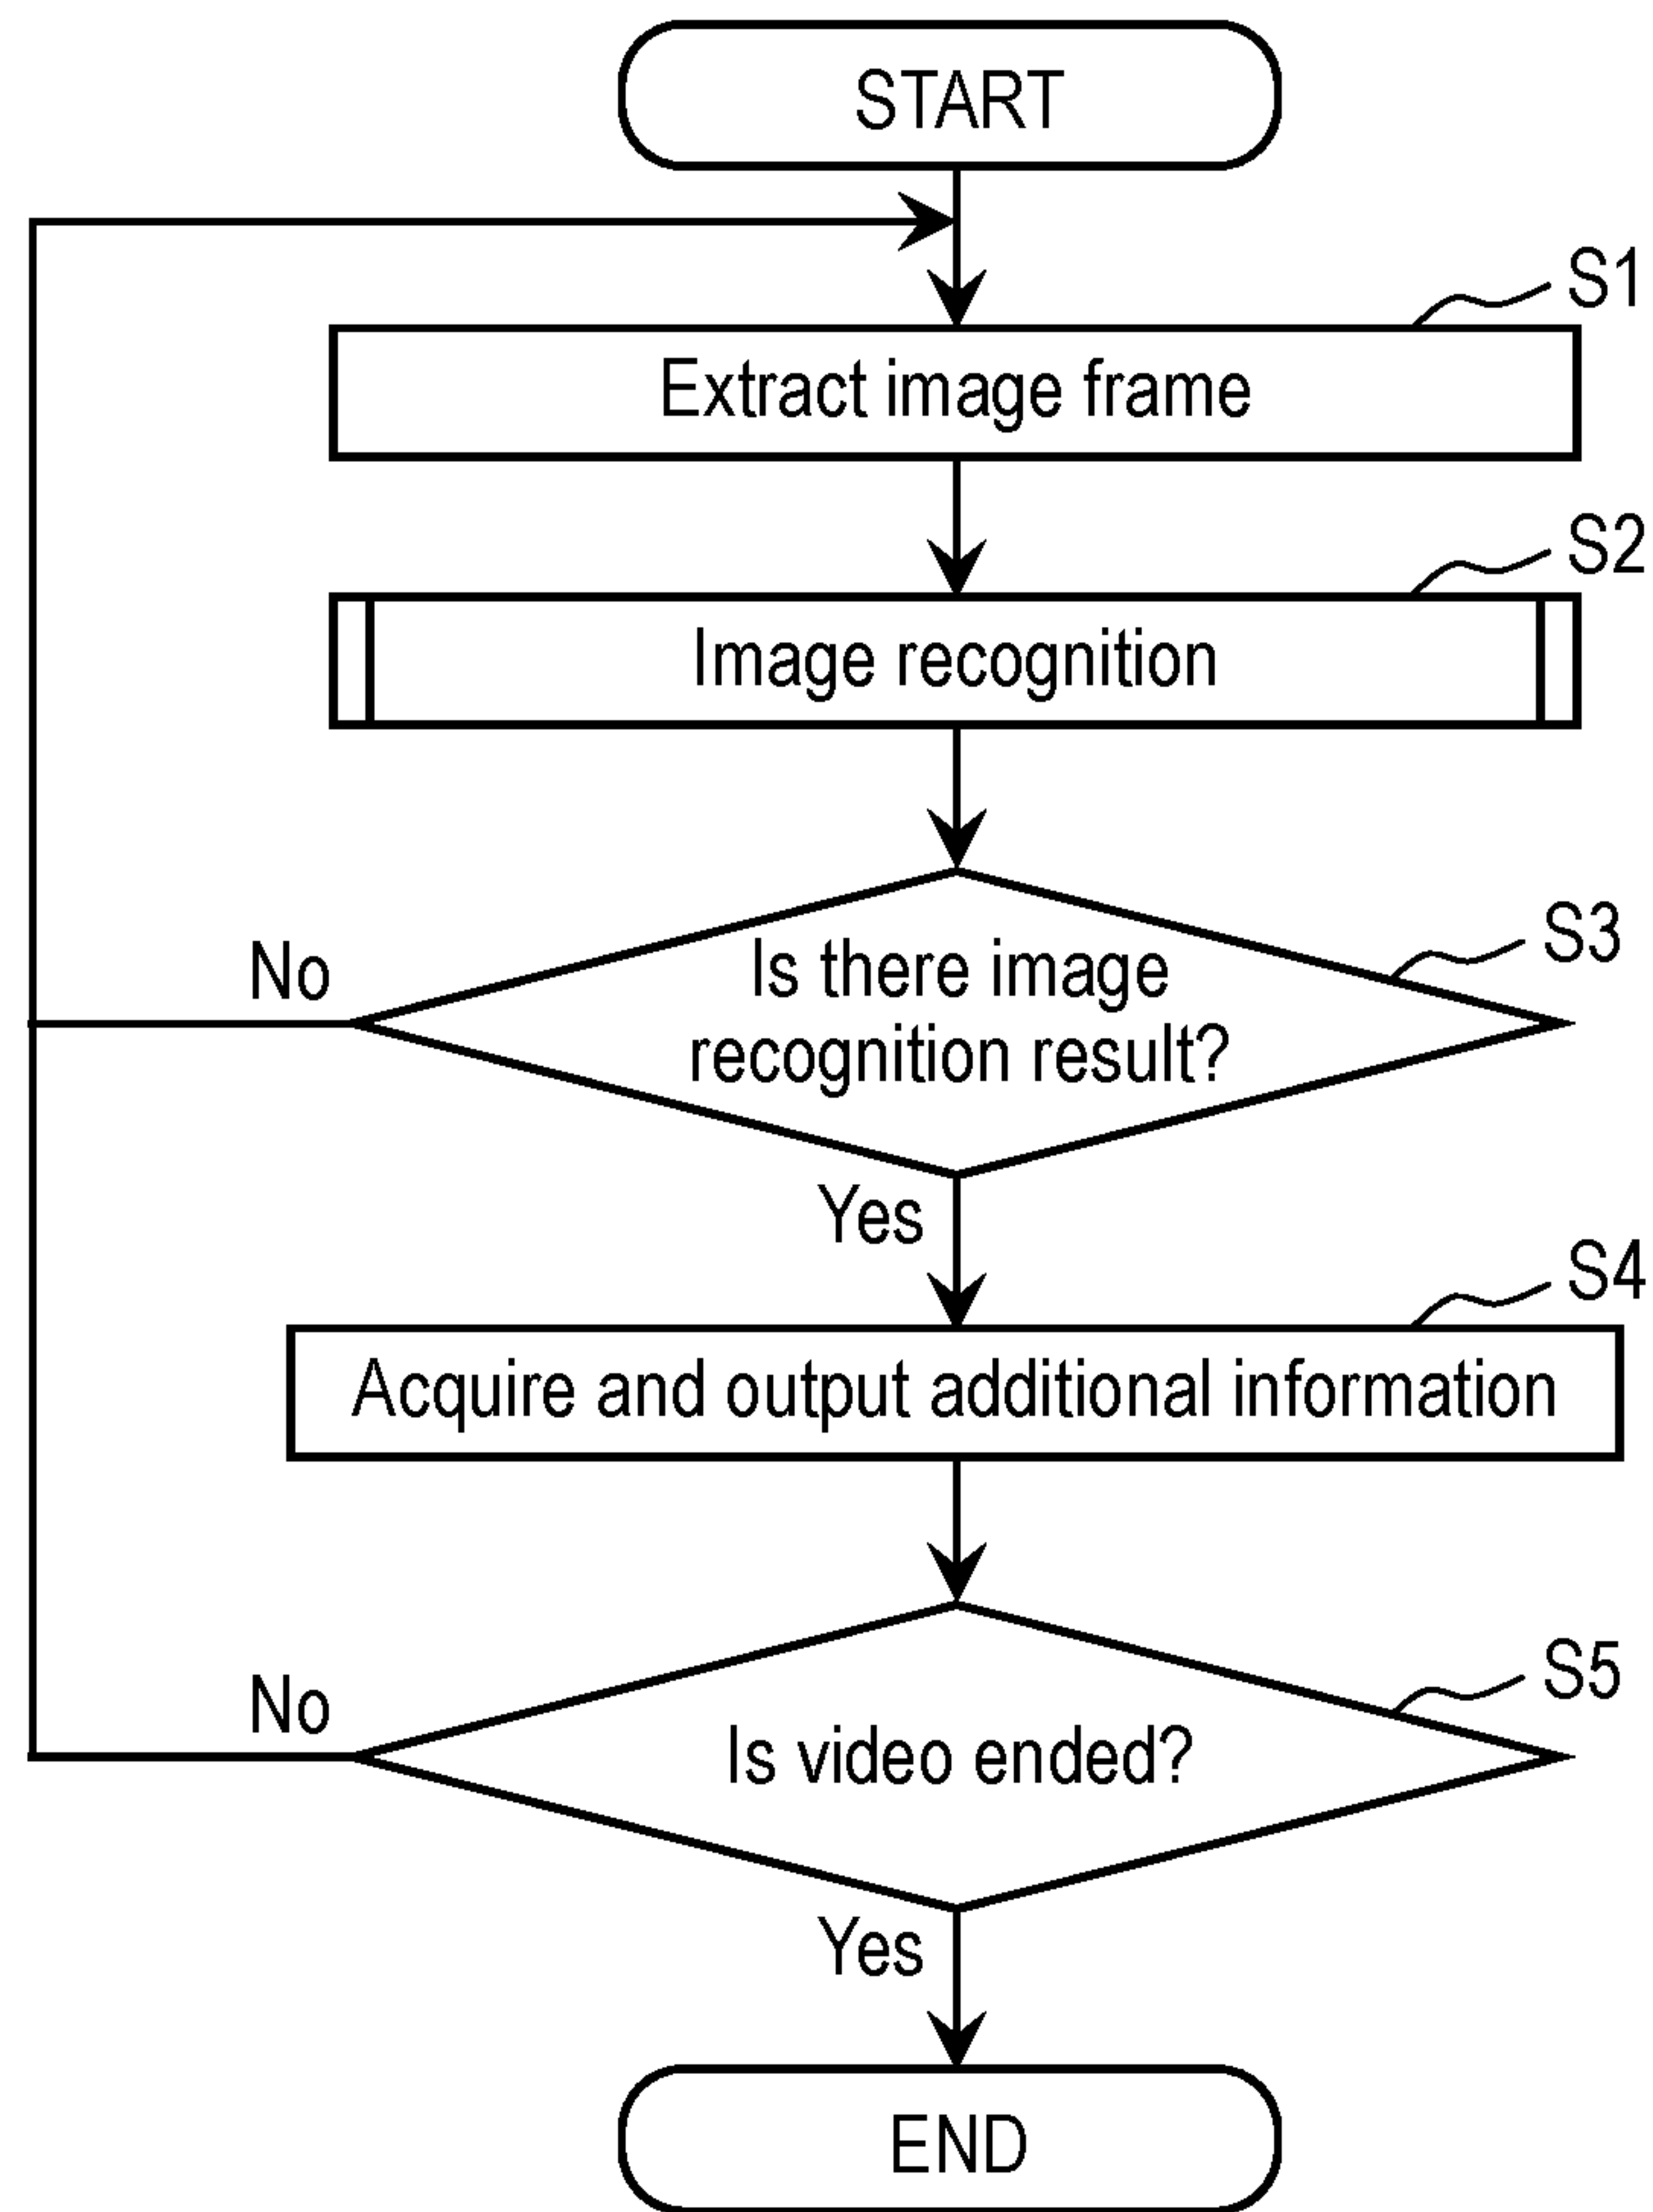 START
S1
Extract image frame
S2
Image recognition
S3
Is there image
recognition result?
No
Yes
S4
Acquire and output additional information
S5
Is video ended?
No
Yes
END